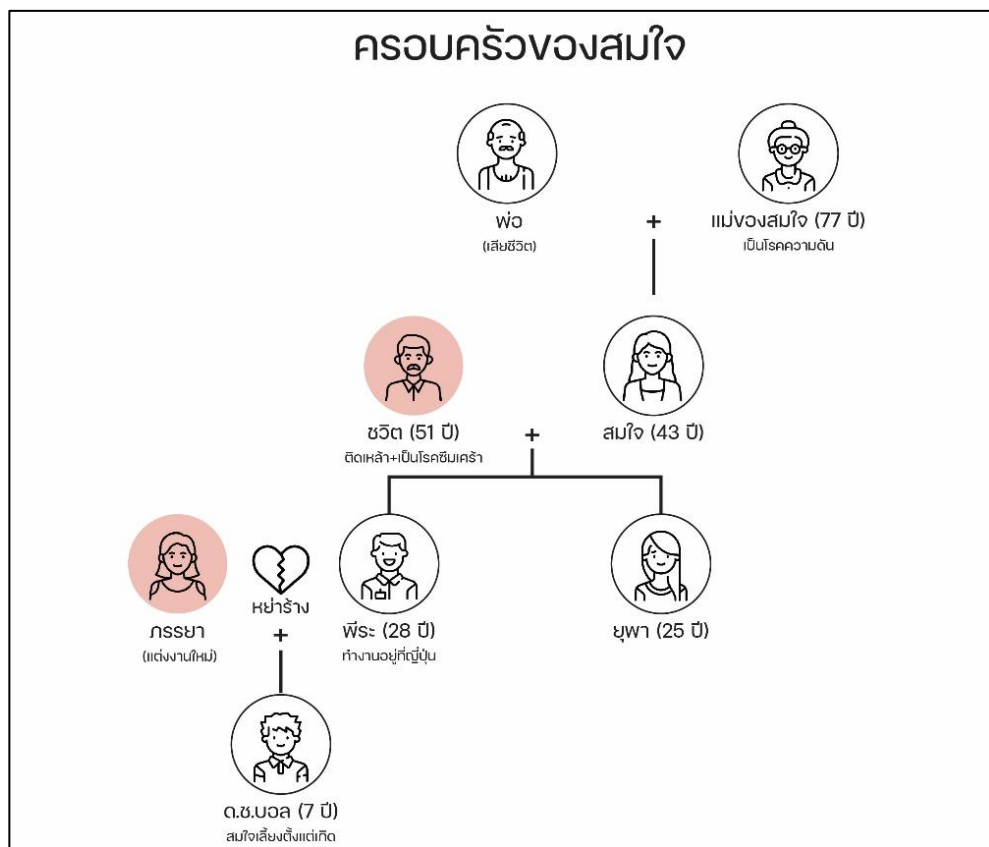 ครอบครัวของสมใจ
พ่อ
(เสียชีวิต)
+
แม่ของสมใจ (77 ปี)
เป็นโรคความดัน
ชวิต (51 ปี)
ติดเหล้า+เป็นโรคซึมเศร้า
+
สมใจ (43 ปี)
ภรรยา
(แต่งงานใหม่)
หย่าร้าง
+
พีระ (28 ปี)
ทำงานอยู่ที่ญี่ปุ่น
ยุพา (25 ปี)
ด.ช.บอล (7 ปี)
สมใจเลี้ยงตั้งแต่เกิด